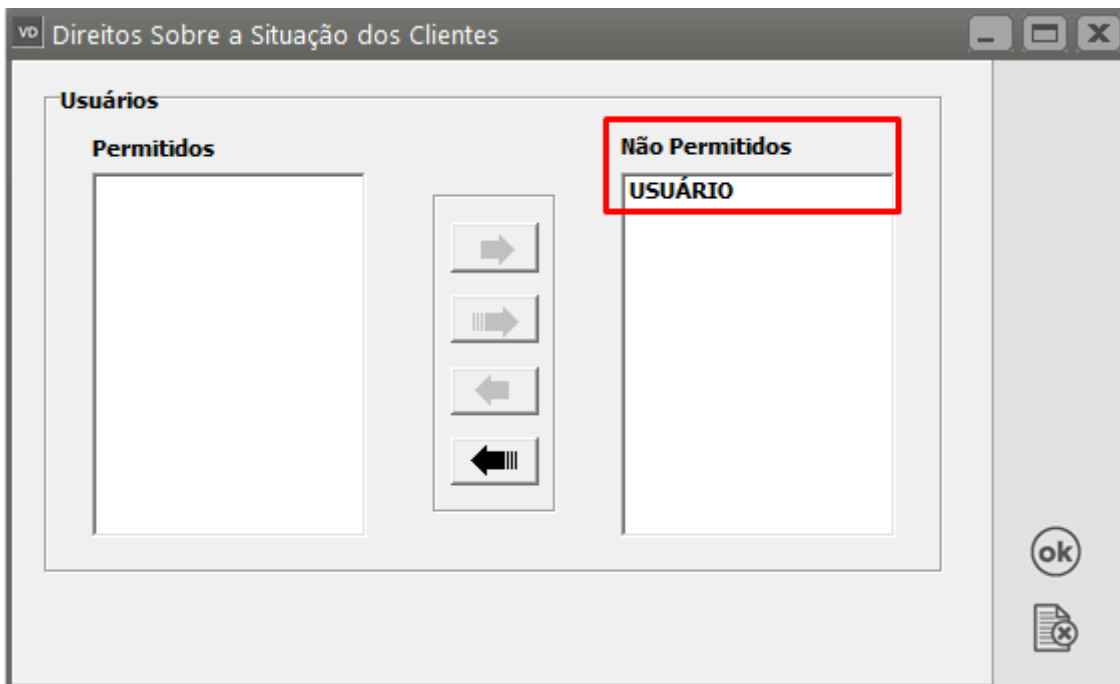 VD Direitos Sobre a Situação dos Clientes
Usuários
Permitidos
Não Permitidos
USUÁRIO
ok